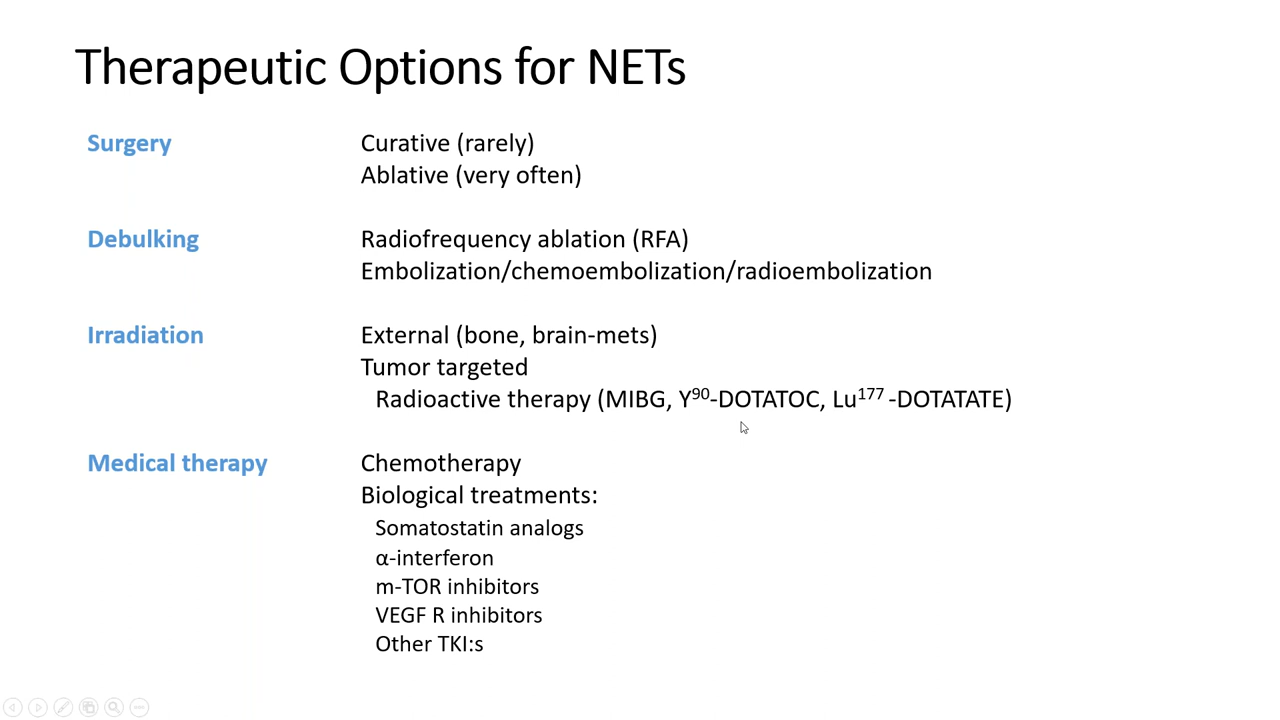 Therapeutic Options for NETs
Surgery Curative (rarely)
Ablative (very often)
Debulking Radiofrequency ablation (RFA)
Embolization/chemoembolization/radioembolization
Irradiation External (bone, brain-mets)
Tumor targeted
Radioactive therapy (MIBG, Y⁹⁰-DOTATOC, Lu¹⁷⁷ -DOTATATE)
Medical therapy Chemotherapy
Biological treatments:
Somatostatin analogs
α-interferon
m-TOR inhibitors
VEGF R inhibitors
Other TKI:s